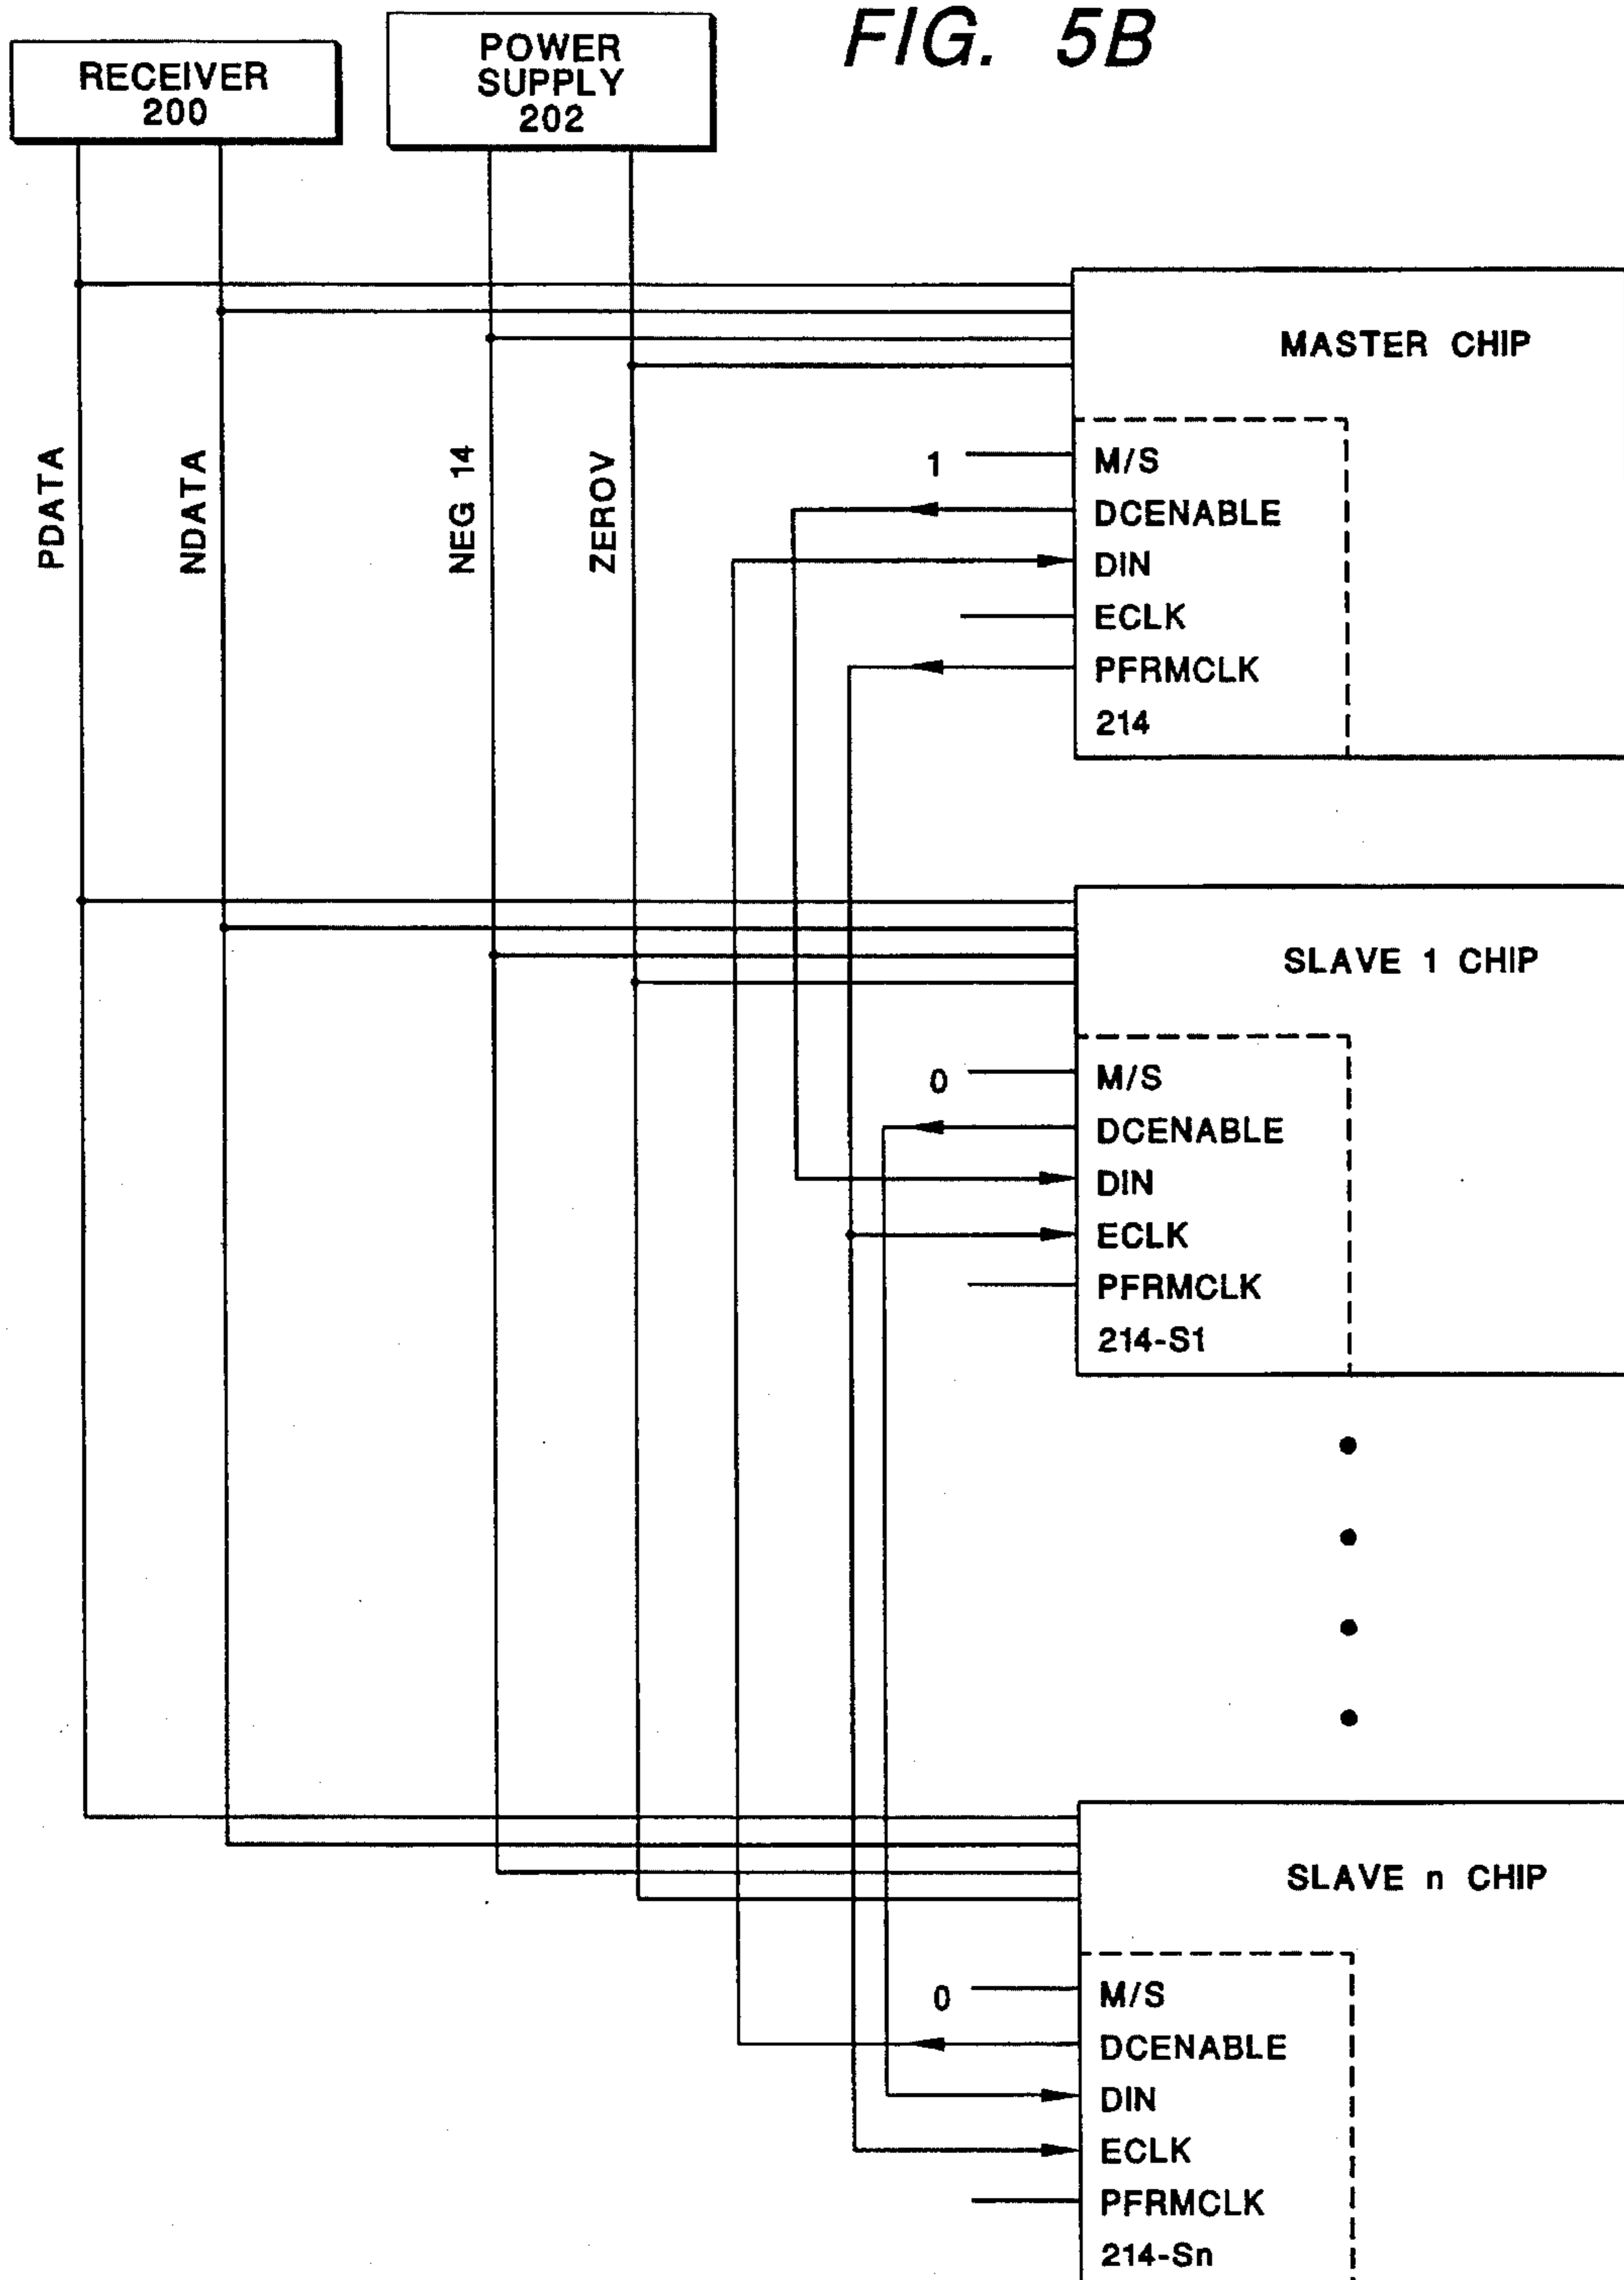 FIG. 5B
RECEIVER
200
POWER
SUPPLY
202
PDATA
NDATA
NEG 14
ZEROV
MASTER CHIP
1
M/S
DCENABLE
DIN
ECLK
PFRMCLK
214
SLAVE 1 CHIP
0
M/S
DCENABLE
DIN
ECLK
PFRMCLK
214-S1
SLAVE n CHIP
0
M/S
DCENABLE
DIN
ECLK
PFRMCLK
214-Sn